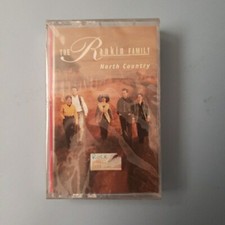 THE Rankin FAMILY
North Country